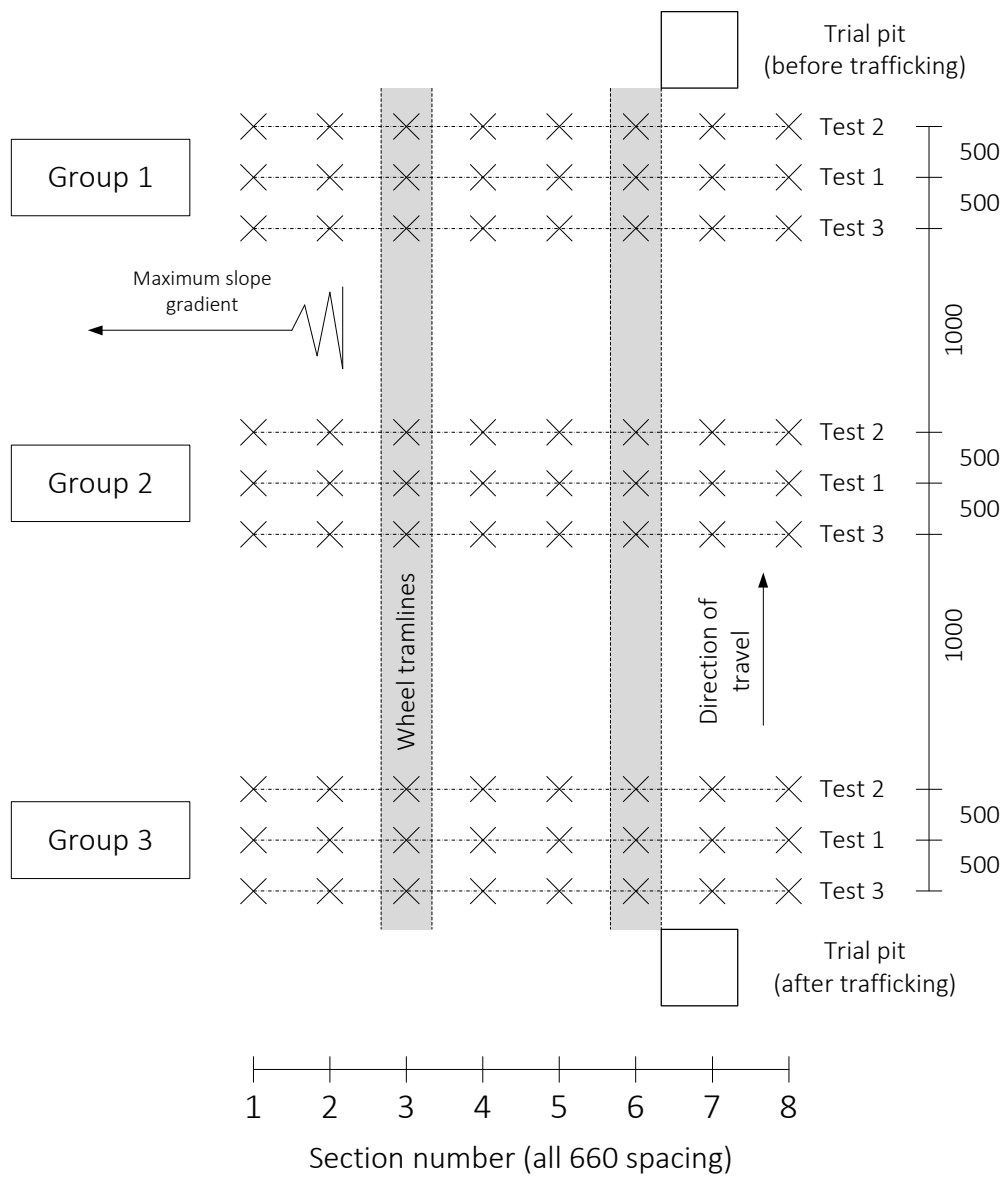 Trial pit
(before trafficking)
Test 2
500
Group 1
Test 1
500
Test 3
Maximum slope
gradient
1000
Test 2
500
Group 2
Test 1
500
Test 3
Wheel tramlines
Direction of
travel
1000
Test 2
500
Group 3
Test 1
500
Test 3
Trial pit
(after trafficking)
1 2 3 4 5 6 7 8
Section number (all 660 spacing)